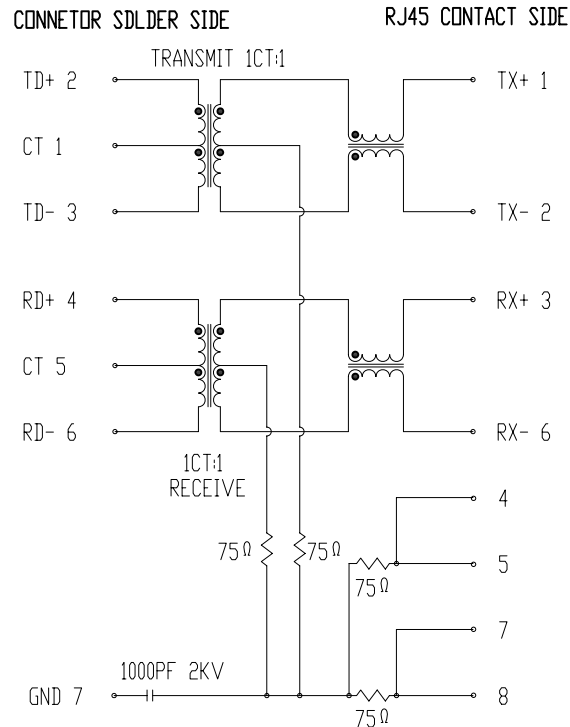 CONNETOR SOLDER SIDE
RJ45 CONTACT SIDE
TRANSMIT 1CT:1
TD+ 2
TX+ 1
CT 1
TD- 3
TX- 2
RD+ 4
RX+ 3
CT 5
RD- 6
RX- 6
1CT:1
RECEIVE
4
75Ω
75Ω
5
75Ω
7
1000PF 2KV
GND 7
8
75Ω